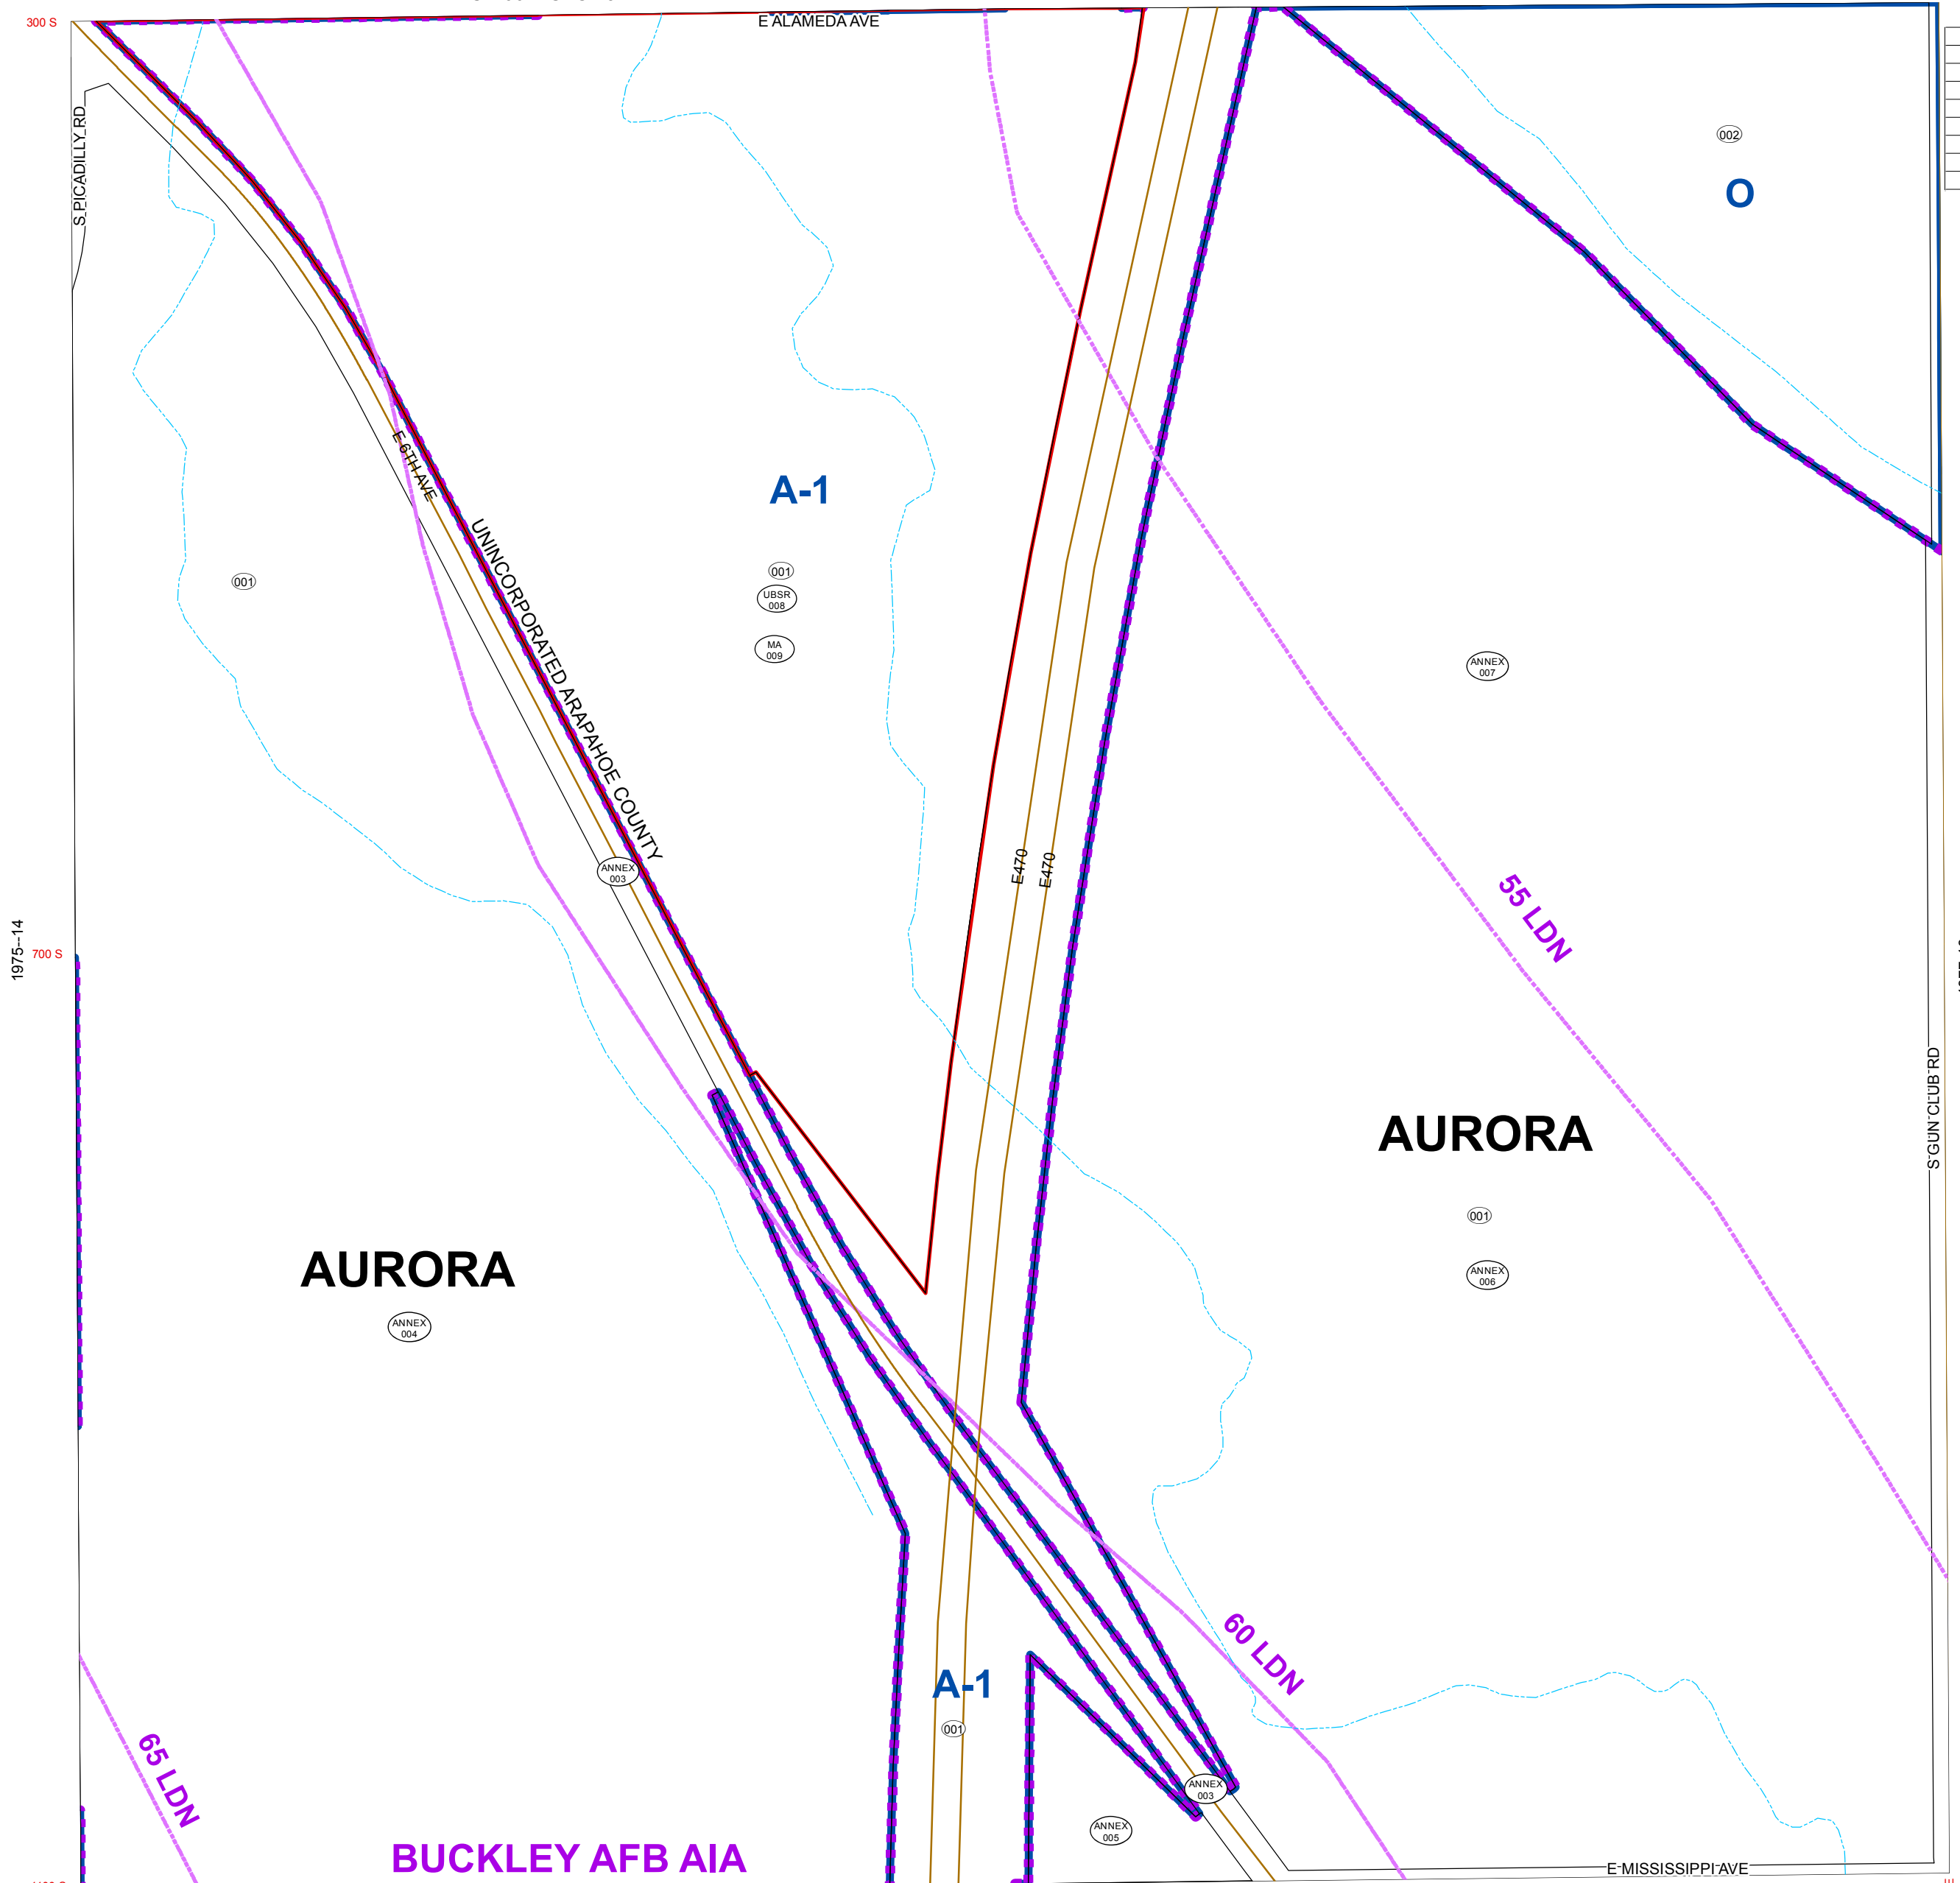 300 S
E ALAMEDA AVE
S PICADILLY RD
002
O
A-1
E 6TH AVE
UNINCORPORATED ARAPAHOE COUNTY
001
001
UBSR
008
MA
009
ANNEX
007
ANNEX
003
E470
E470
55 LDN
1975--14
700 S
S GUN CLUB RD
AURORA
001
ANNEX
006
AURORA
ANNEX
004
60 LDN
A-1
001
65 LDN
ANNEX
003
ANNEX
005
BUCKLEY AFB AIA
E MISSISSIPPI AVE